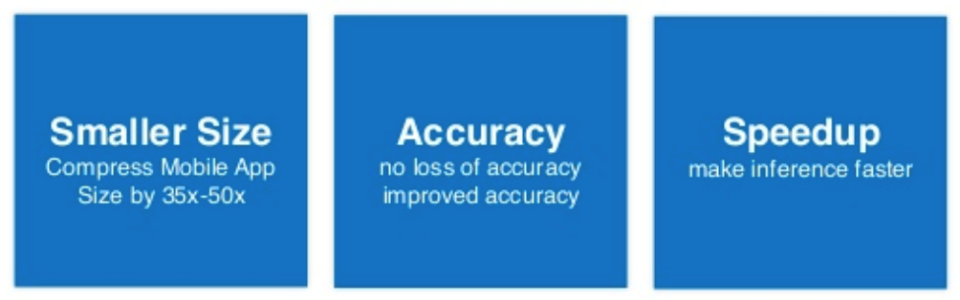 Smaller Size
Compress Mobile App
Size by 35x-50x
Accuracy
no loss of accuracy
improved accuracy
Speedup
make inference faster